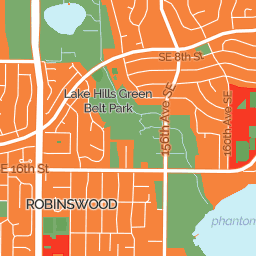 SE 8th St
Lake Hills Green
Belt Park
156th Ave SE
160th Ave SE
E 16th St
ROBINSWOOD
phantom